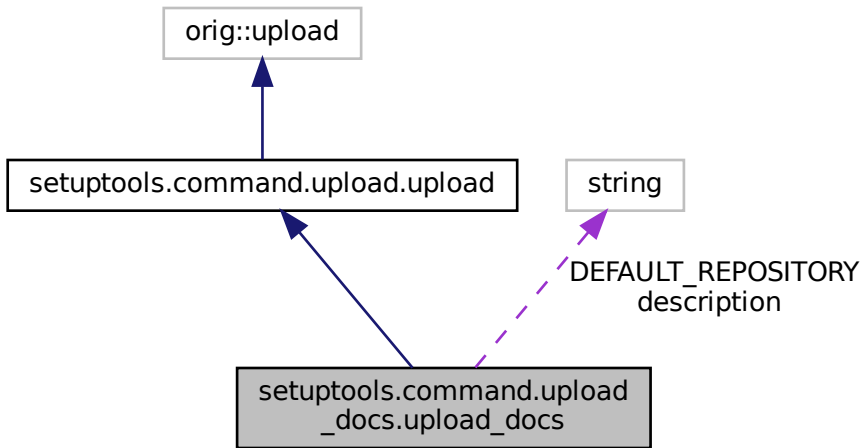 orig::upload
setuptools.command.upload.upload
string
DEFAULT_REPOSITORY
description
setuptools.command.upload
_docs.upload_docs